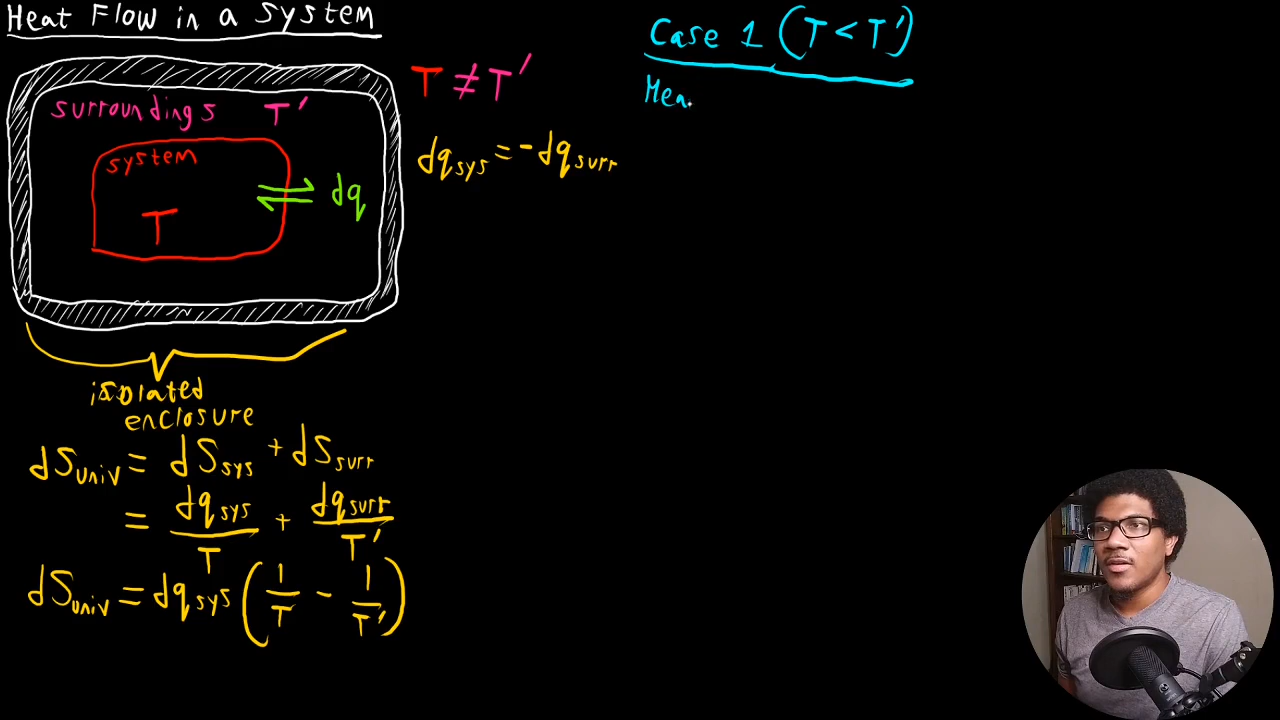 Heat Flow in a System
surroundings T'
system
T
dq
isolated
enclosure
dS_univ = dS_sys + dS_surr
= dq_sys/T + dq_surr/T'
dS_univ = dq_sys (1/T - 1/T')
T ≠ T'
dq_sys = -dq_surr
Case 1 (T < T')
Hea